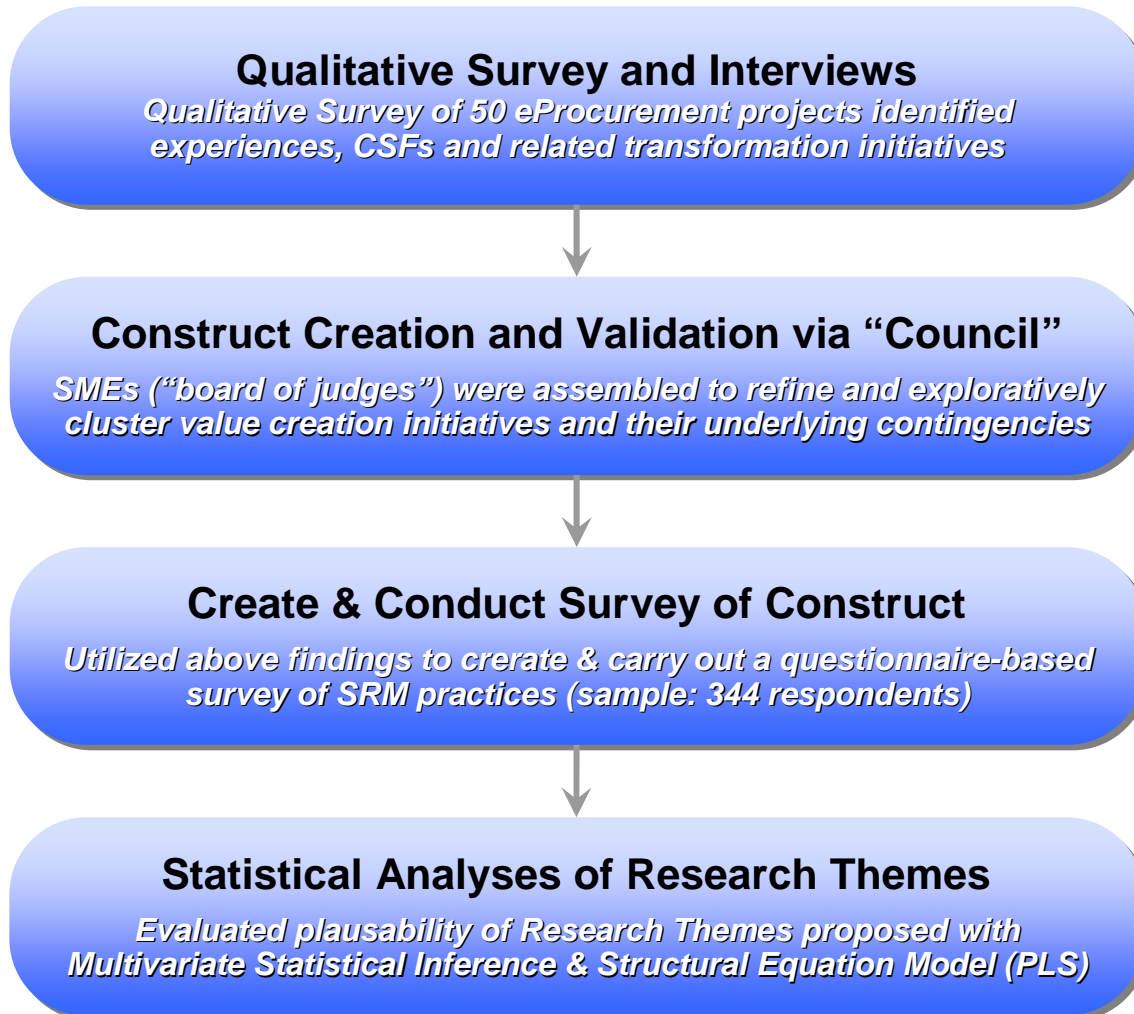 Qualitative Survey and Interviews
Qualitative Survey of 50 eProcurement projects identified
experiences, CSFs and related transformation initiatives
Construct Creation and Validation via “Council”
SMEs (“board of judges”) were assembled to refine and exploratively
cluster value creation initiatives and their underlying contingencies
Create & Conduct Survey of Construct
Utilized above findings to crerate & carry out a questionnaire-based
survey of SRM practices (sample: 344 respondents)
Statistical Analyses of Research Themes
Evaluated plausability of Research Themes proposed with
Multivariate Statistical Inference & Structural Equation Model (PLS)